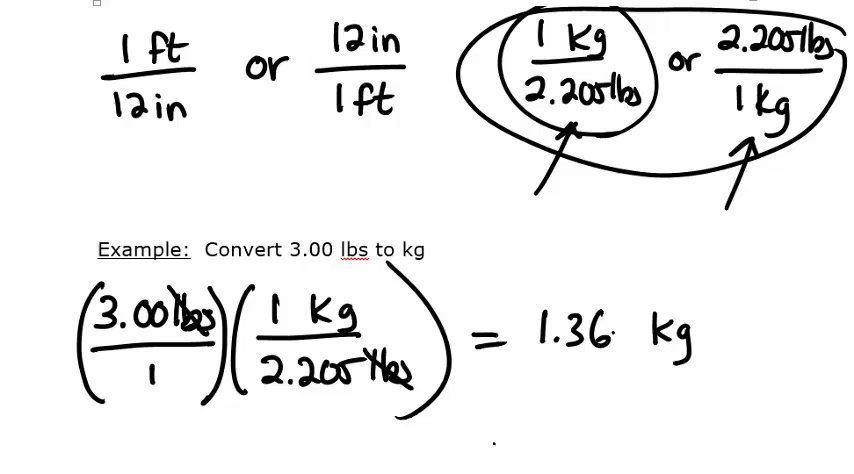 1 ft or 12 in 1 Kg or 2.205 lbs
12 in 1 ft 2.205 lbs 1 kg
Example: Convert 3.00 lbs to kg
(3.00 lbs) (1 Kg) = 1.36 kg
1 2.205 lbs